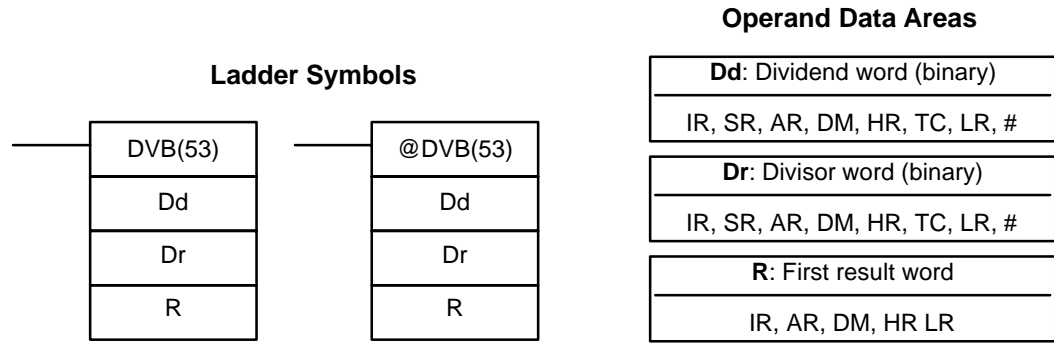 Ladder Symbols
DVB(53)
Dd
Dr
R
@DVB(53)
Dd
Dr
R
Operand Data Areas
Dd: Dividend word (binary)
IR, SR, AR, DM, HR, TC, LR, #
Dr: Divisor word (binary)
IR, SR, AR, DM, HR, TC, LR, #
R: First result word
IR, AR, DM, HR LR